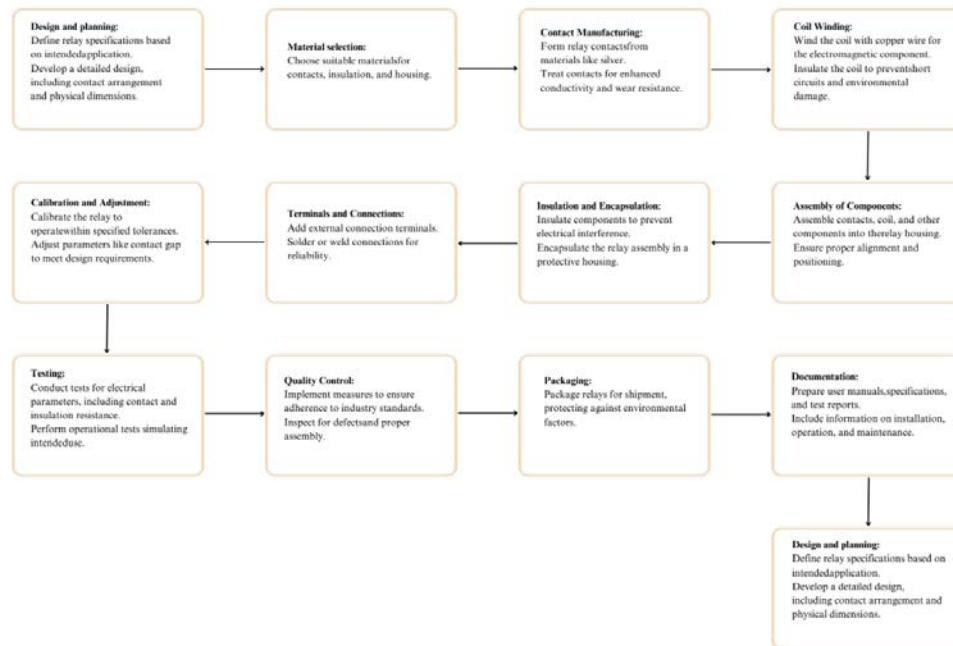 Design and planning:
Define relay specifications based
on intendedapplication.
Develop a detailed design,
including contact arrangement
and physical dimensions.
Material selection:
Choose suitable materialsfor
contacts, insulation, and housing.
Contact Manufacturing:
Form relay contactsfrom
materials like silver.
Treat contacts for enhanced
conductivity and wear resistance.
Coil Winding:
Wind the coil with copper wire for
the electromagnetic component.
Insulate the coil to preventshort
circuits and environmental
damage.
Assembly of Components:
Assemble contacts, coil, and other
components into therelay housing.
Ensure proper alignment and
positioning.
Insulation and Encapsulation:
Insulate components to prevent
electrical interference.
Encapsulate the relay assembly in a
protective housing.
Terminals and Connections:
Add external connection terminals.
Solder or weld connections for
reliability.
Calibration and Adjustment:
Calibrate the relay to
operatewithin specified tolerances.
Adjust parameters like contact gap
to meet design requirements.
Testing:
Conduct tests for electrical
parameters, including contact and
insulation resistance.
Perform operational tests simulating
intendeduse.
Quality Control:
Implement measures to ensure
adherence to industry standards.
Inspect for defectsand proper
assembly.
Packaging:
Package relays for shipment,
protecting against environmental
factors.
Documentation:
Prepare user manuals,specifications,
and test reports.
Include information on installation,
operation, and maintenance.
Design and planning:
Define relay specifications based on
intendedapplication.
Develop a detailed design,
including contact arrangement and
physical dimensions.